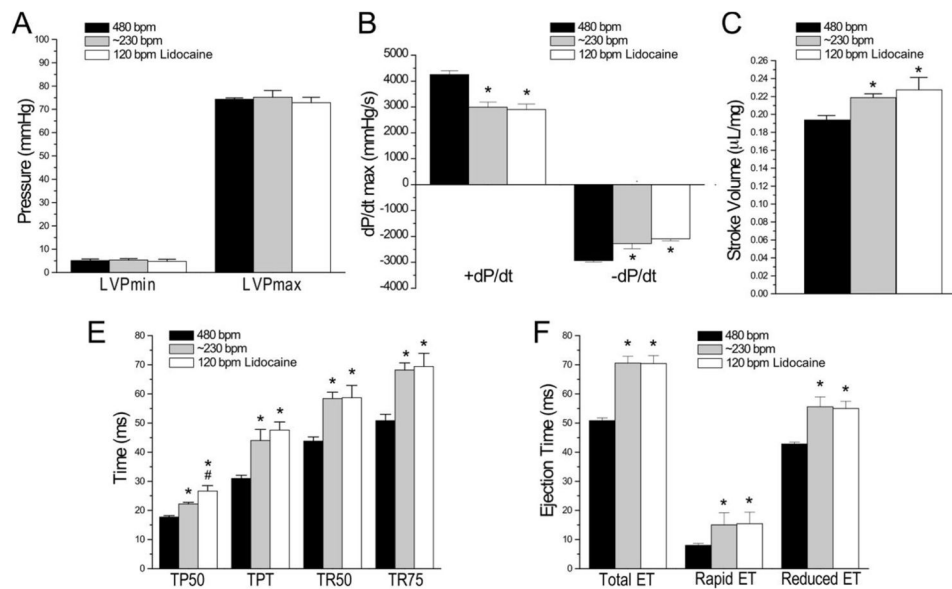 A
480 bpm
~230 bpm
120 bpm Lidocaine
Pressure (mmHg)
100
90
80
70
60
50
40
30
20
10
0
LVPmin
LVPmax
B
480 bpm
~230 bpm
120 bpm Lidocaine
dP/dt max (mmHg/s)
5000
4000
3000
2000
1000
0
-1000
-2000
-3000
-4000
* *
* *
+dP/dt
-dP/dt
C
480 bpm
~230 bpm
120 bpm Lidocaine
Stroke Volume (μL/mg)
0.26
0.24
0.22
0.20
0.18
0.16
0.14
0.12
0.10
0.08
0.06
0.04
0.02
0.00
* *
E
480 bpm
~230 bpm
120 bpm Lidocaine
Time (ms)
80
70
60
50
40
30
20
10
0
* *
#
* *
* *
* *
TP50
TPT
TR50
TR75
F
480 bpm
~230 bpm
120 bpm Lidocaine
Ejection Time (ms)
80
70
60
50
40
30
20
10
0
* *
* *
* *
Total ET
Rapid ET
Reduced ET